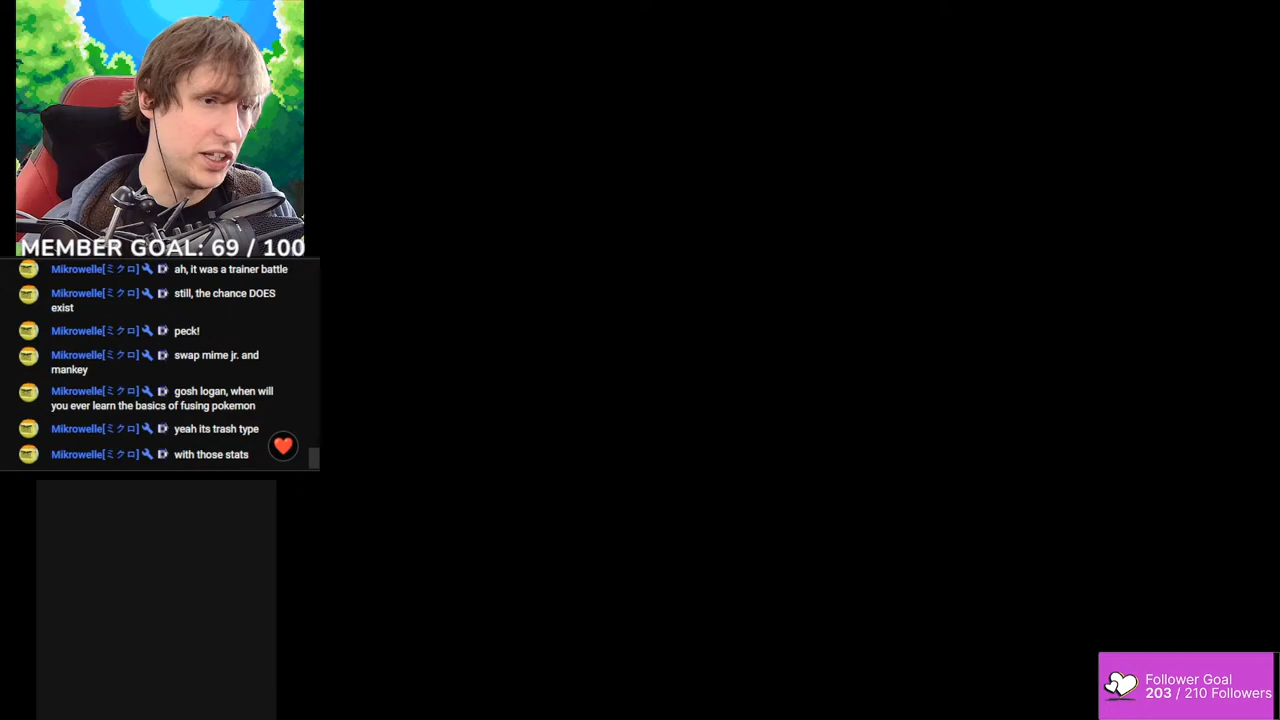 MEMBER GOAL: 69 / 100
Mikrowelle[ミクロ] ah, it was a trainer battle
Mikrowelle[ミクロ] still, the chance DOES
exist
Mikrowelle[ミクロ] peck!
Mikrowelle[ミクロ] swap mime jr. and
mankey
Mikrowelle[ミクロ] gosh logan, when will
you ever learn the basics of fusing pokemon
Mikrowelle[ミクロ] yeah its trash type
Mikrowelle[ミクロ] with those stats
Follower Goal
203 / 210 Followers